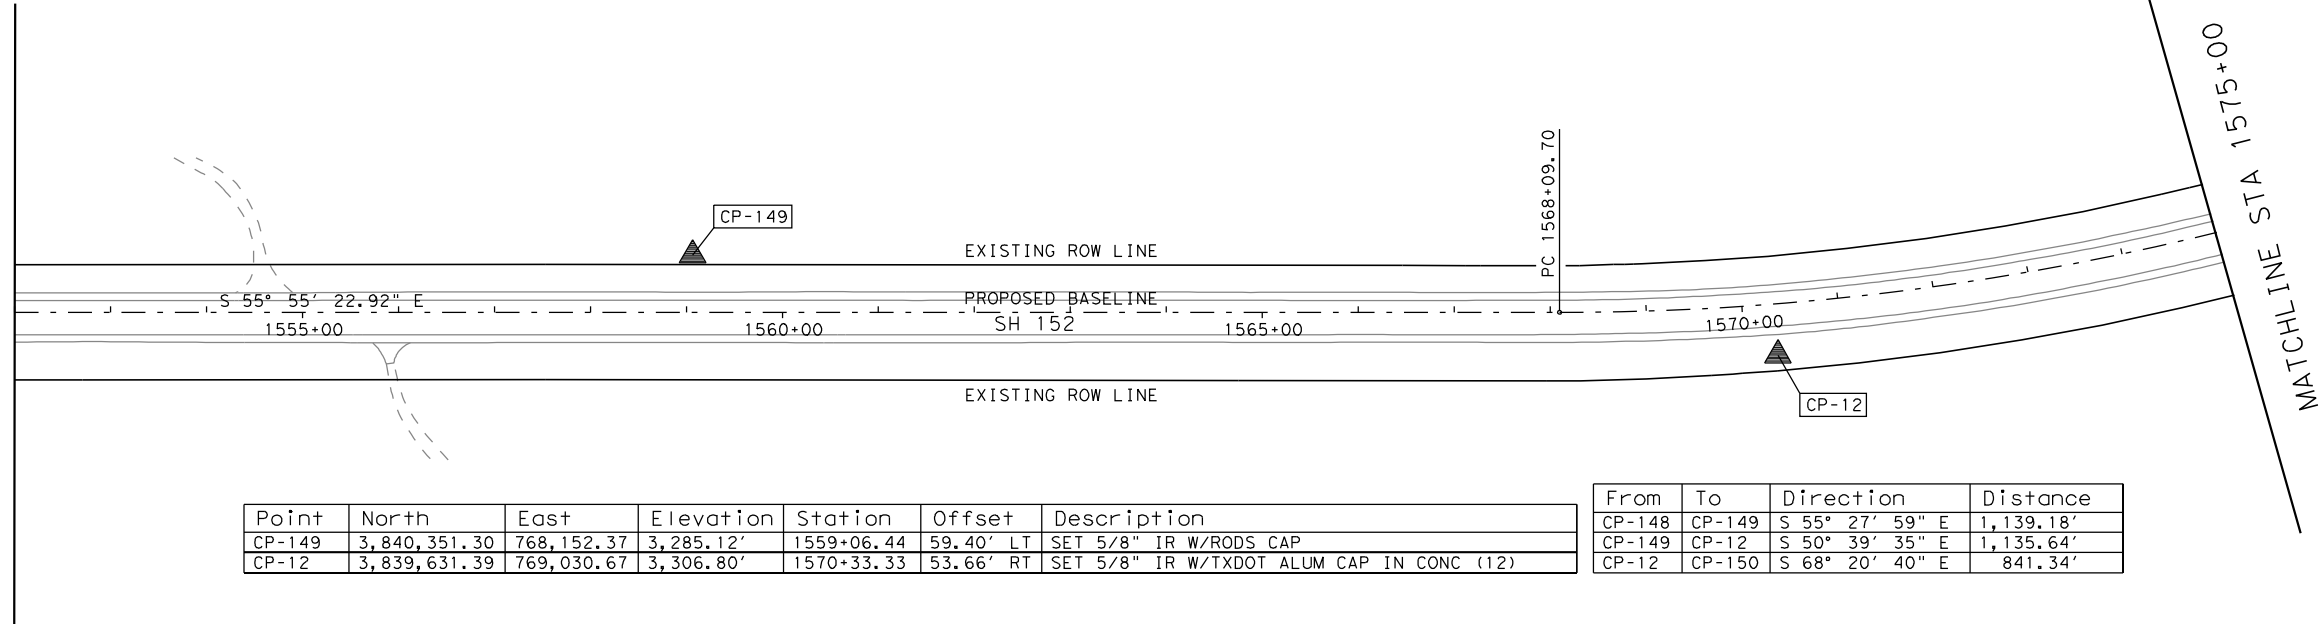 MATCHLINE STA 1575+00
PC 1568+09.70
CP-149
EXISTING ROW LINE
S 55° 55' 22.92" E
PROPOSED BASELINE
1555+00
1560+00
SH 152
1565+00
1570+00
EXISTING ROW LINE
CP-12
Point North East Elevation Station Offset Description
CP-149 3,840,351.30 768,152.37 3,285.12' 1559+06.44 59.40' LT SET 5/8" IR W/RODS CAP
CP-12 3,839,631.39 769,030.67 3,306.80' 1570+33.33 53.66' RT SET 5/8" IR W/TXDOT ALUM CAP IN CONC (12)
From To Direction Distance
CP-148 CP-149 S 55° 27' 59" E 1,139.18'
CP-149 CP-12 S 50° 39' 35" E 1,135.64'
CP-12 CP-150 S 68° 20' 40" E 841.34'